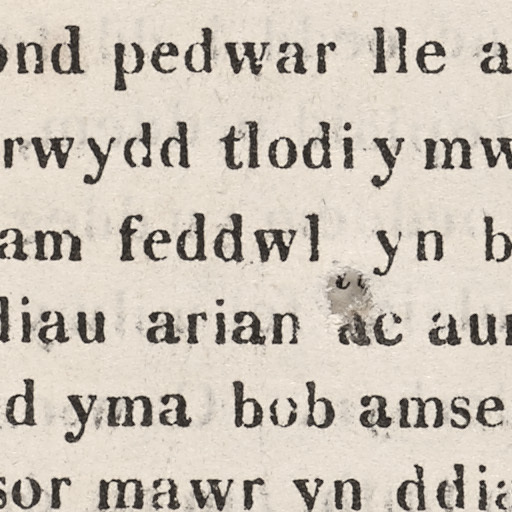 ond pedwar lle a
rwydd tlodi y mw
am feddwl yn b
diau arian ac aur
d yma bob amse
sor mawr yn ddia